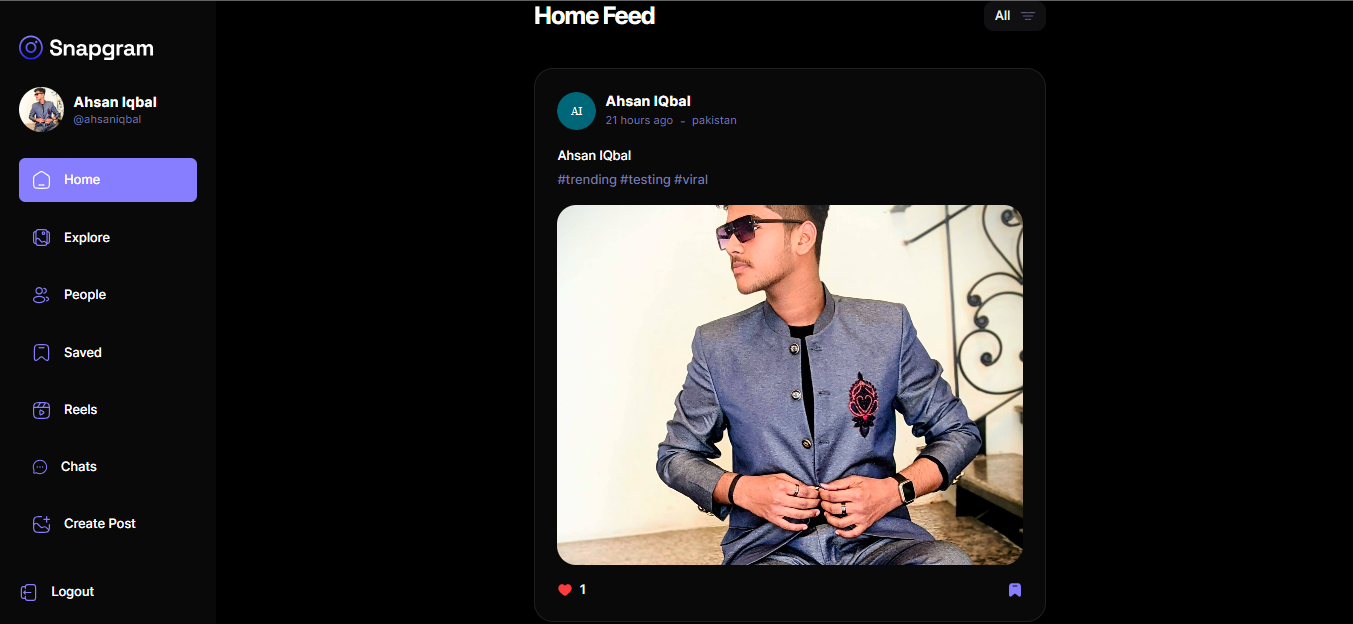 Snapgram
Ahsan Iqbal
@ahsaniqbal
Home
Explore
People
Saved
Reels
Chats
Create Post
Logout
Home Feed
All
AI
Ahsan IQbal
21 hours ago - pakistan
Ahsan IQbal
#trending #testing #viral
1